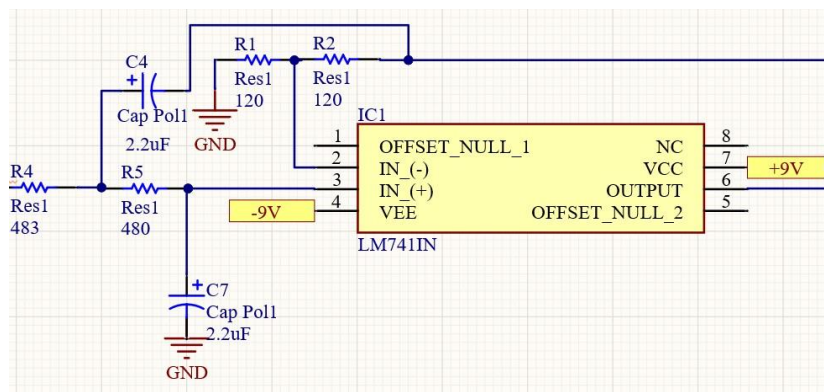 C4
+
Cap Pol1
2.2uF
R1
Res1
120
R2
Res1
120
GND
IC1
1
OFFSET_NULL_1
NC
8
2
IN_(-)
VCC
7
+9V
3
IN_(+)
OUTPUT
6
-9V
4
VEE
OFFSET_NULL_2
5
LM741IN
R4
Res1
483
R5
Res1
480
+
C7
Cap Pol1
2.2uF
GND